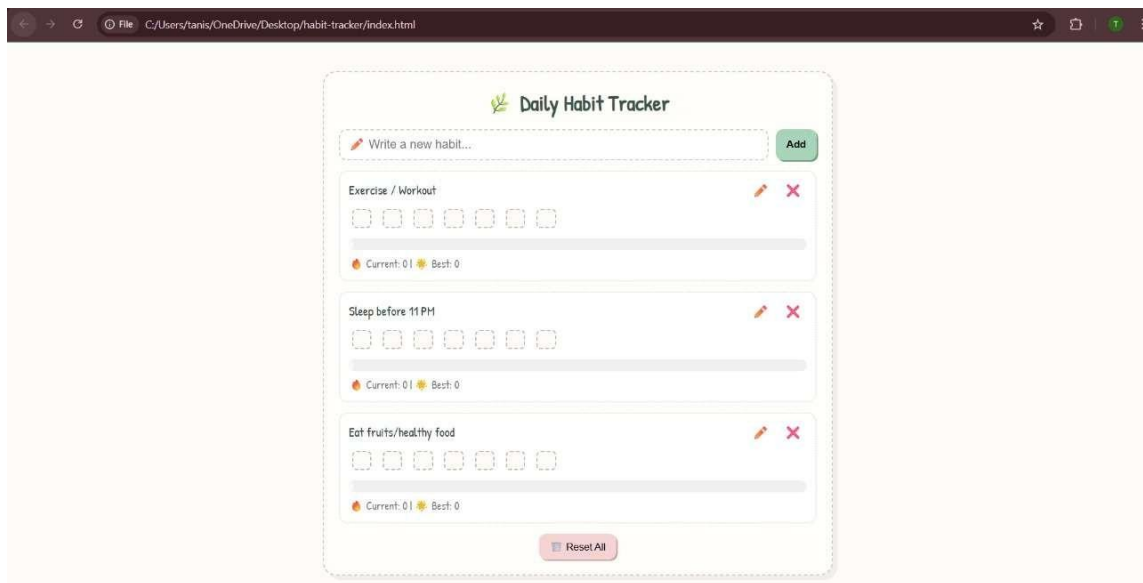 File C:/Users/tanis/OneDrive/Desktop/habit-tracker/index.html
T
Daily Habit Tracker
Write a new habit...
Add
Exercise / Workout
Current: 0 | Best: 0
Sleep before 11 PM
Current: 0 | Best: 0
Eat fruits/healthy food
Current: 0 | Best: 0
Reset All